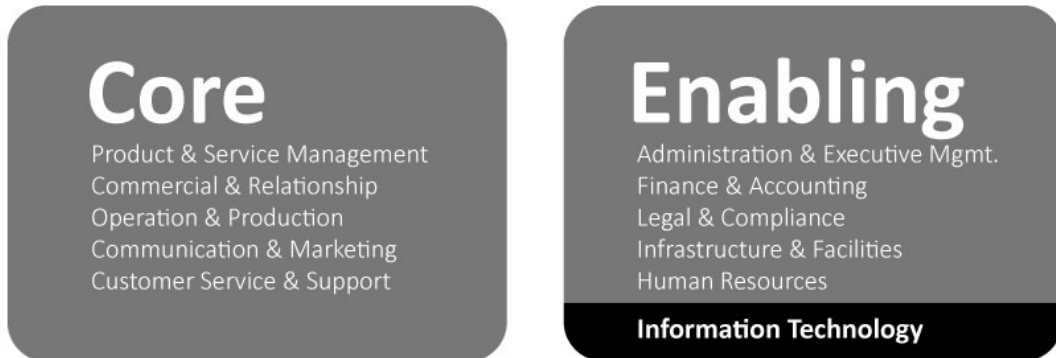 Core
Product & Service Management
Commercial & Relationship
Operation & Production
Communication & Marketing
Customer Service & Support
Enabling
Administration & Executive Mgmt.
Finance & Accounting
Legal & Compliance
Infrastructure & Facilities
Human Resources
Information Technology